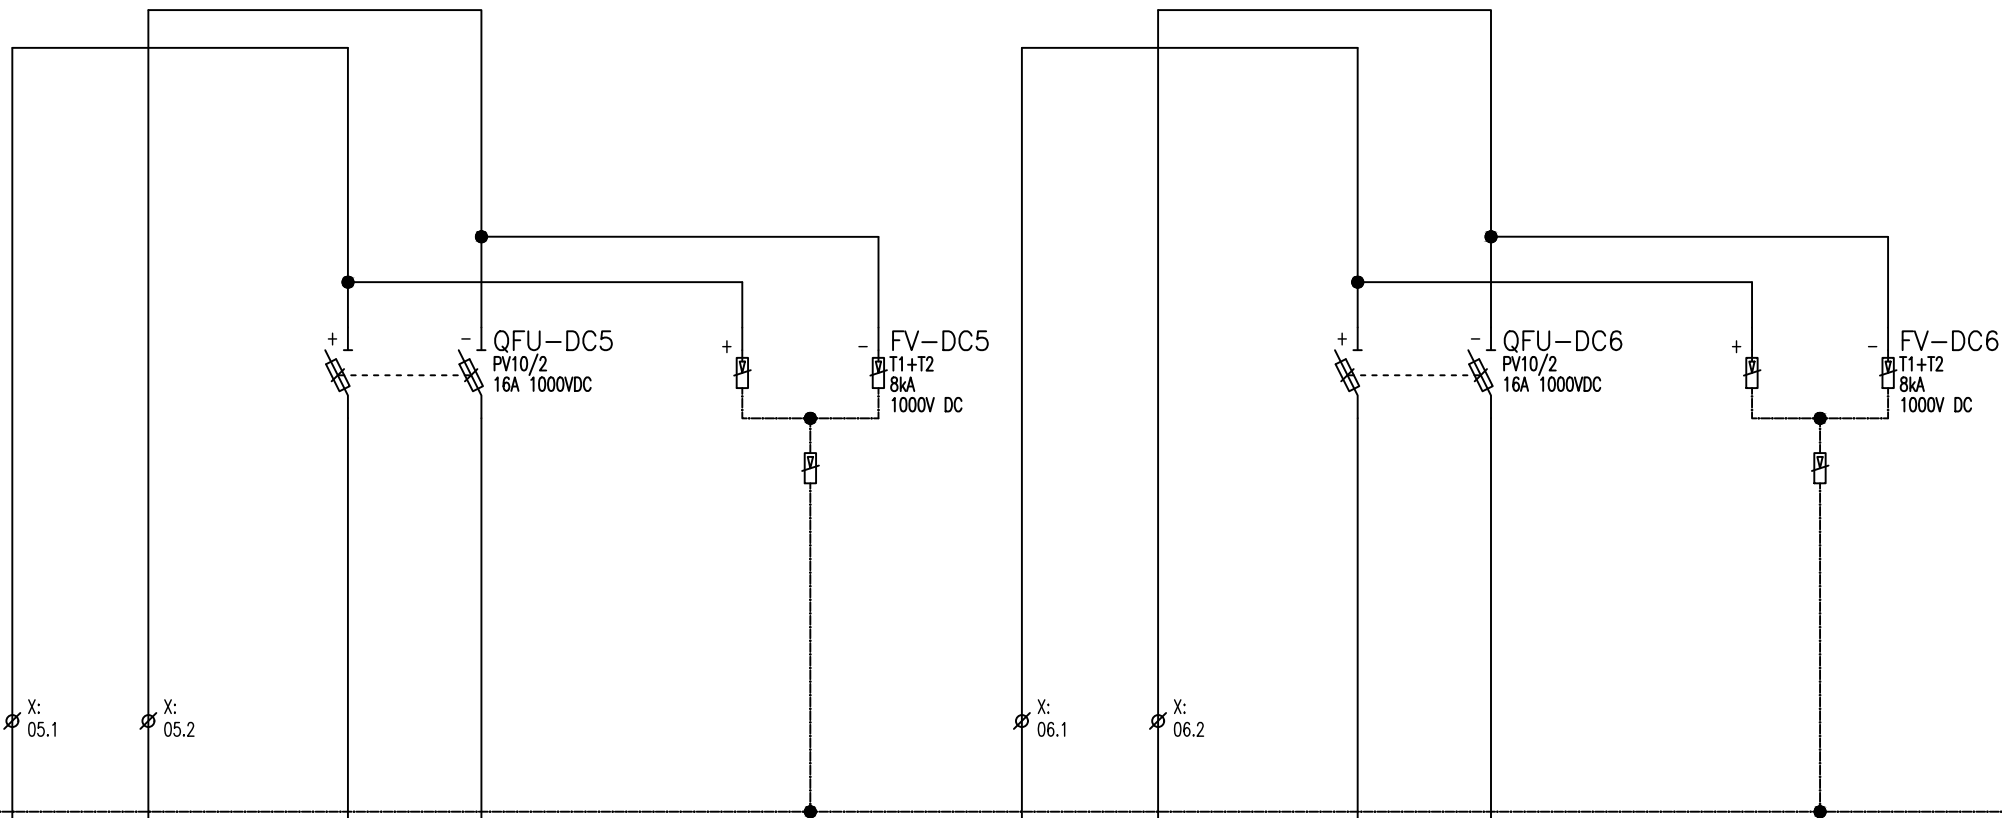 +
–
QFU–DC5
PV10/2
16A 1000VDC
+
–
FV–DC5
T1+T2
8kA
1000V DC
X:
05.1
X:
05.2
+
–
QFU–DC6
PV10/2
16A 1000VDC
+
–
FV–DC6
T1+T2
8kA
1000V DC
X:
06.1
X:
06.2